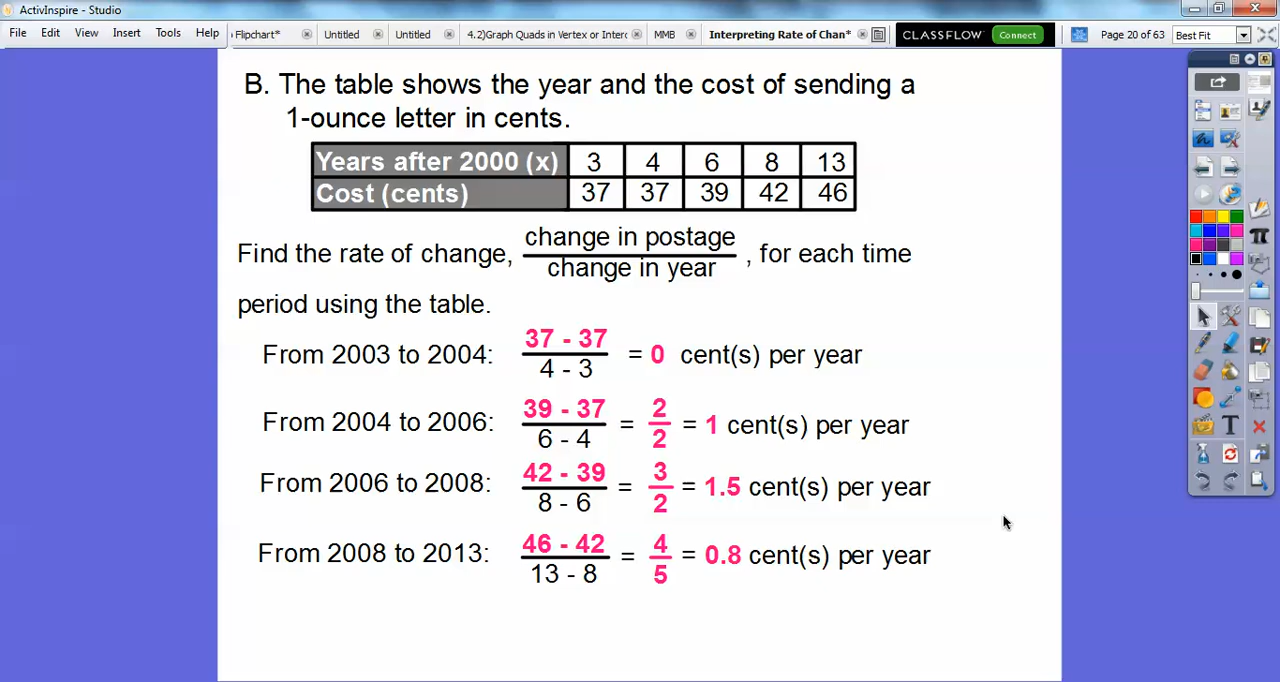 ActivInspire - Studio
File Edit View Insert Tools Help Flipchart* Untitled Untitled 4.2)Graph Quads in Vertex or Interc MMB Interpreting Rate of Chan* CLASSFLOW Connect Page 20 of 63 Best Fit
B. The table shows the year and the cost of sending a
1-ounce letter in cents.
Years after 2000 (x) 3 4 6 8 13
Cost (cents) 37 37 39 42 46
change in postage
Find the rate of change, , for each time
change in year
period using the table.
37 - 37
From 2003 to 2004: = 0 cent(s) per year
4 - 3
39 - 37 2
From 2004 to 2006: = = 1 cent(s) per year
6 - 4 2
42 - 39 3
From 2006 to 2008: = = 1.5 cent(s) per year
8 - 6 2
46 - 42 4
From 2008 to 2013: = = 0.8 cent(s) per year
13 - 8 5